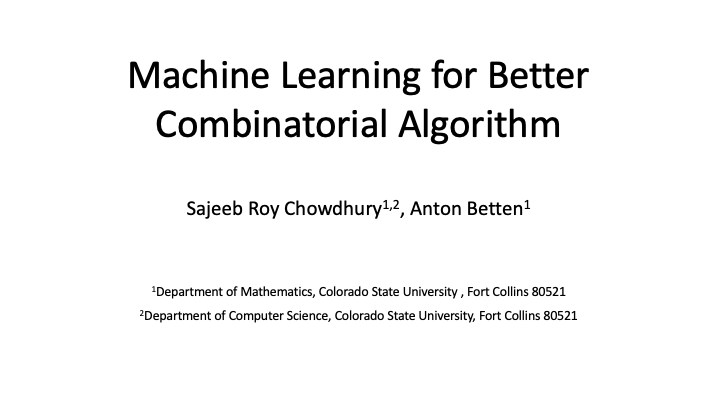 Machine Learning for Better
Combinatorial Algorithm
Sajeeb Roy Chowdhury¹,², Anton Betten¹
¹Department of Mathematics, Colorado State University , Fort Collins 80521
²Department of Computer Science, Colorado State University, Fort Collins 80521